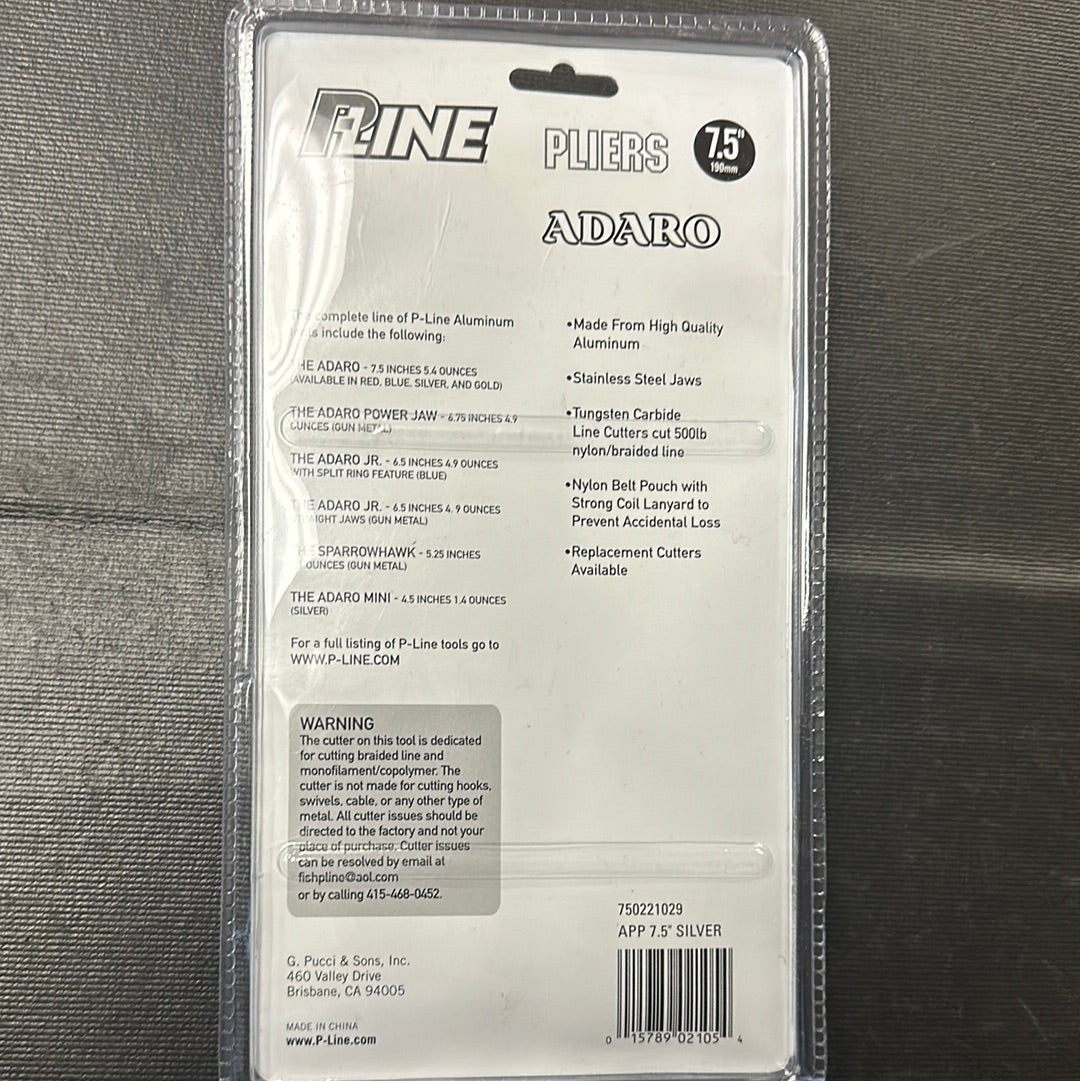 P-LINE
PLIERS
7.5"
190mm
ADARO
complete line of P-Line Aluminum
include the following:
ADARO - 7.5 INCHES 5.4 OUNCES
(AVAILABLE IN RED, BLUE, SILVER, AND GOLD)
THE ADARO POWER JAW - 6.75 INCHES 4.9
OUNCES (GUN METAL)
THE ADARO JR. - 6.5 INCHES 4.9 OUNCES
WITH SPLIT RING FEATURE (BLUE)
ADARO JR. - 6.5 INCHES 4. 9 OUNCES
JAWS (GUN METAL)
SPARROWHAWK - 5.25 INCHES
OUNCES (GUN METAL)
THE ADARO MINI - 4.5 INCHES 1.4 OUNCES
(SILVER)
For a full listing of P-Line tools go to
WWW.P-LINE.COM
•Made From High Quality
Aluminum
•Stainless Steel Jaws
•Tungsten Carbide
Line Cutters cut 500lb
nylon/braided line
•Nylon Belt Pouch with
Strong Coil Lanyard to
Prevent Accidental Loss
•Replacement Cutters
Available
WARNING
The cutter on this tool is dedicated
for cutting braided line and
monofilament/copolymer. The
cutter is not made for cutting hooks,
swivels, cable, or any other type of
metal. All cutter issues should be
directed to the factory and not your
place of purchase. Cutter issues
can be resolved by email at
fishpline@aol.com
or by calling 415-468-0452.
G. Pucci & Sons, Inc.
460 Valley Drive
Brisbane, CA 94005
MADE IN CHINA
www.P-Line.com
750221029
APP 7.5" SILVER
0 15789 02105 4